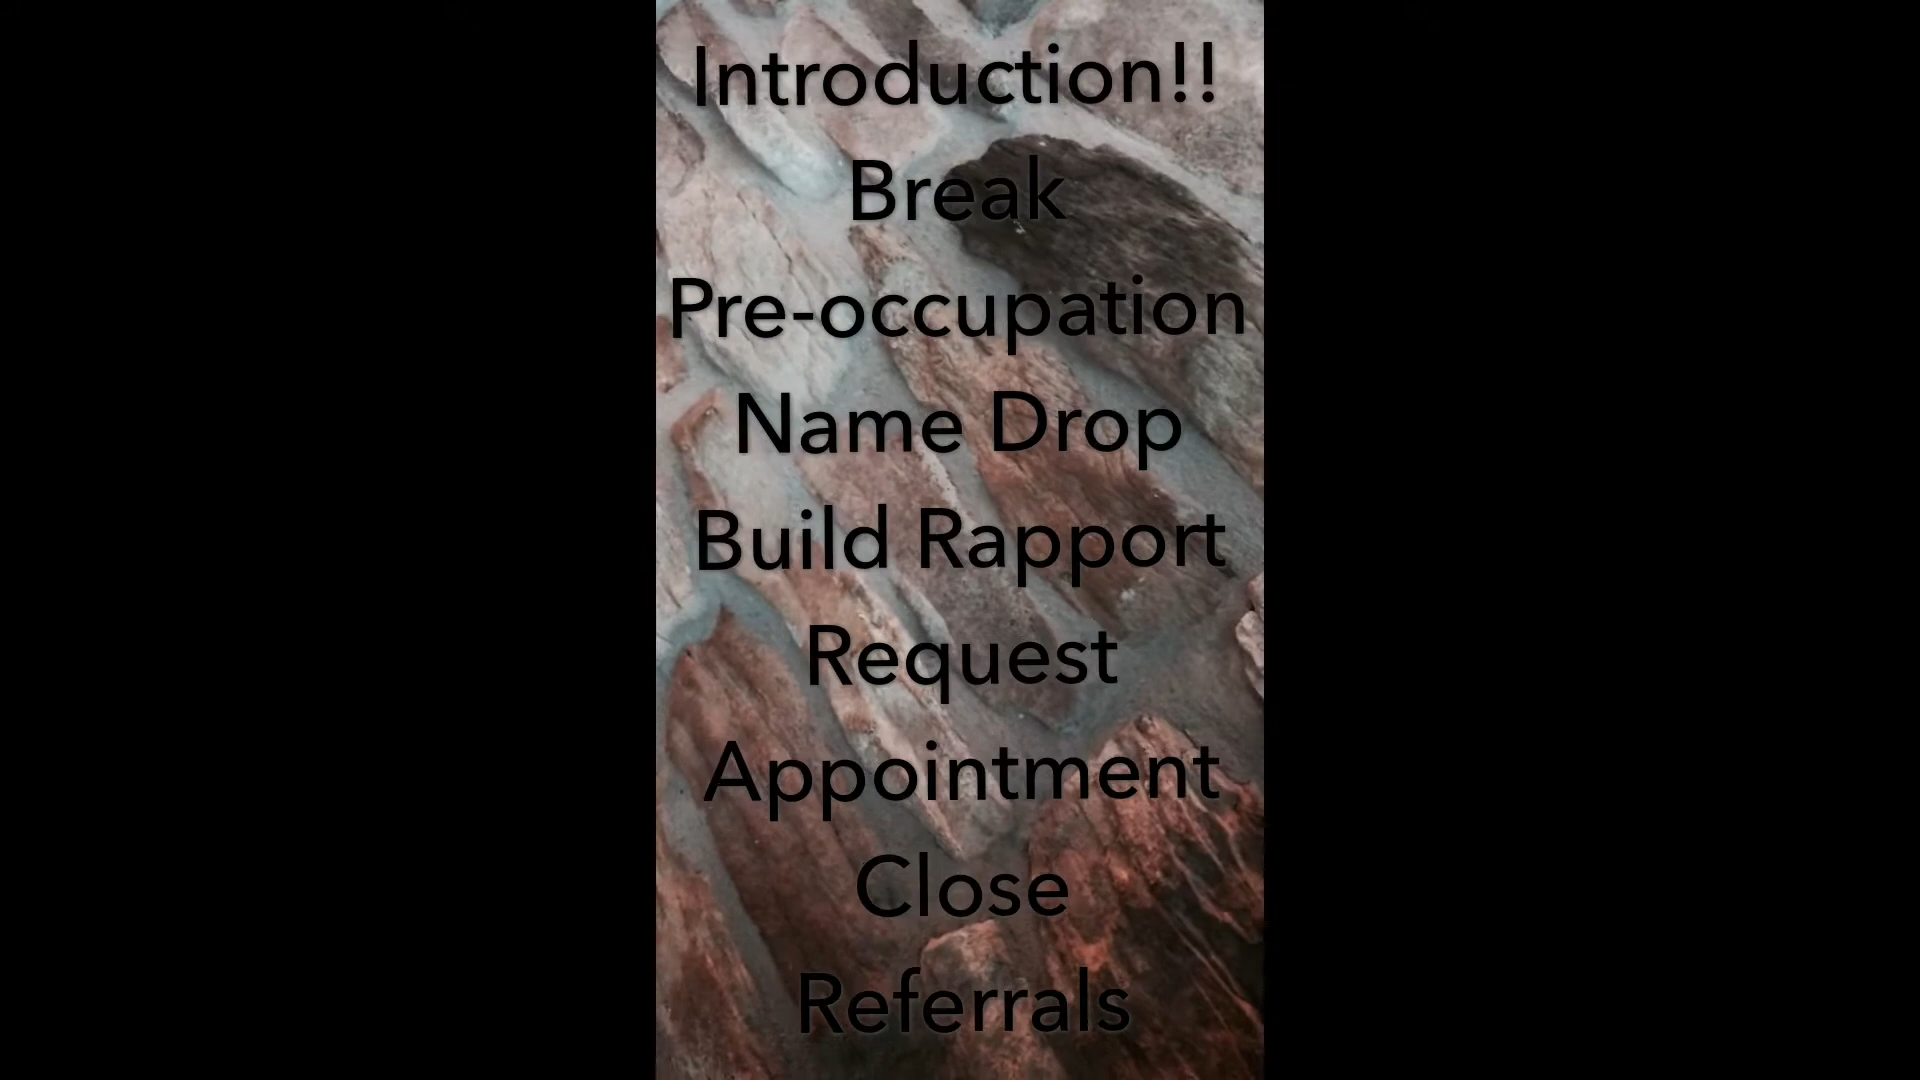 Introduction!!
Break
Pre-occupation
Name Drop
Build Rapport
Request
Appointment
Close
Referrals